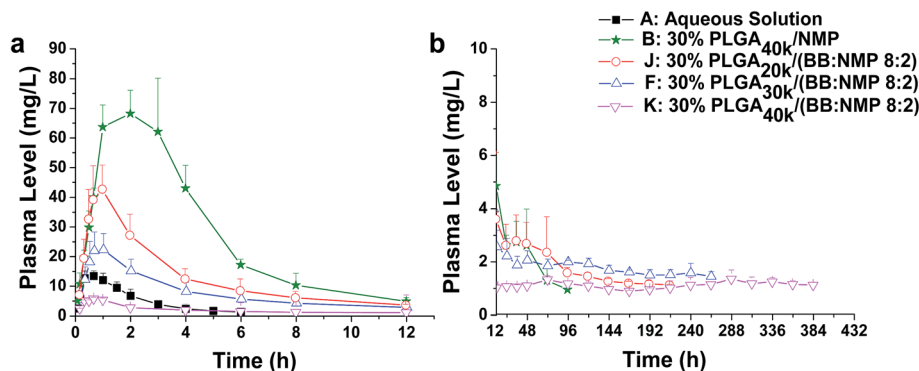 A: Aqueous Solution
B: 30% PLGA40k/NMP
J: 30% PLGA20k/(BB:NMP 8:2)
F: 30% PLGA30k/(BB:NMP 8:2)
K: 30% PLGA40k/(BB:NMP 8:2)
a
90
80
70
60
50
40
30
20
10
0
Plasma Level (mg/L)
0 2 4 6 8 10 12
Time (h)
b
10
8
6
4
2
0
Plasma Level (mg/L)
12 48 96 144 192 240 288 336 384 432
Time (h)